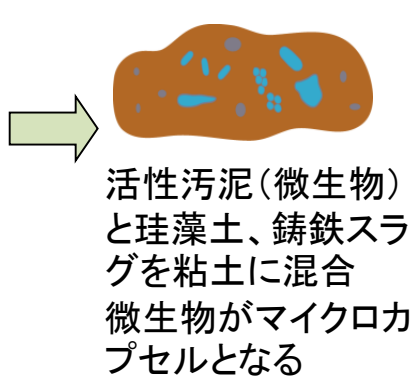 活性汚泥（微生物）
と珪藻土、鋳鉄スラ
グを粘土に混合
微生物がマイクロカ
プセルとなる